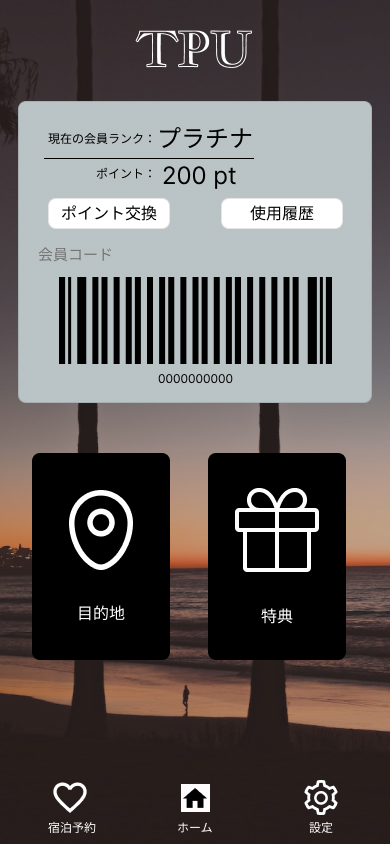 TPU
現在の会員ランク：プラチナ
ポイント： 200 pt
ポイント交換 使用履歴
会員コード
0000000000
目的地 特典
宿泊予約 ホーム 設定